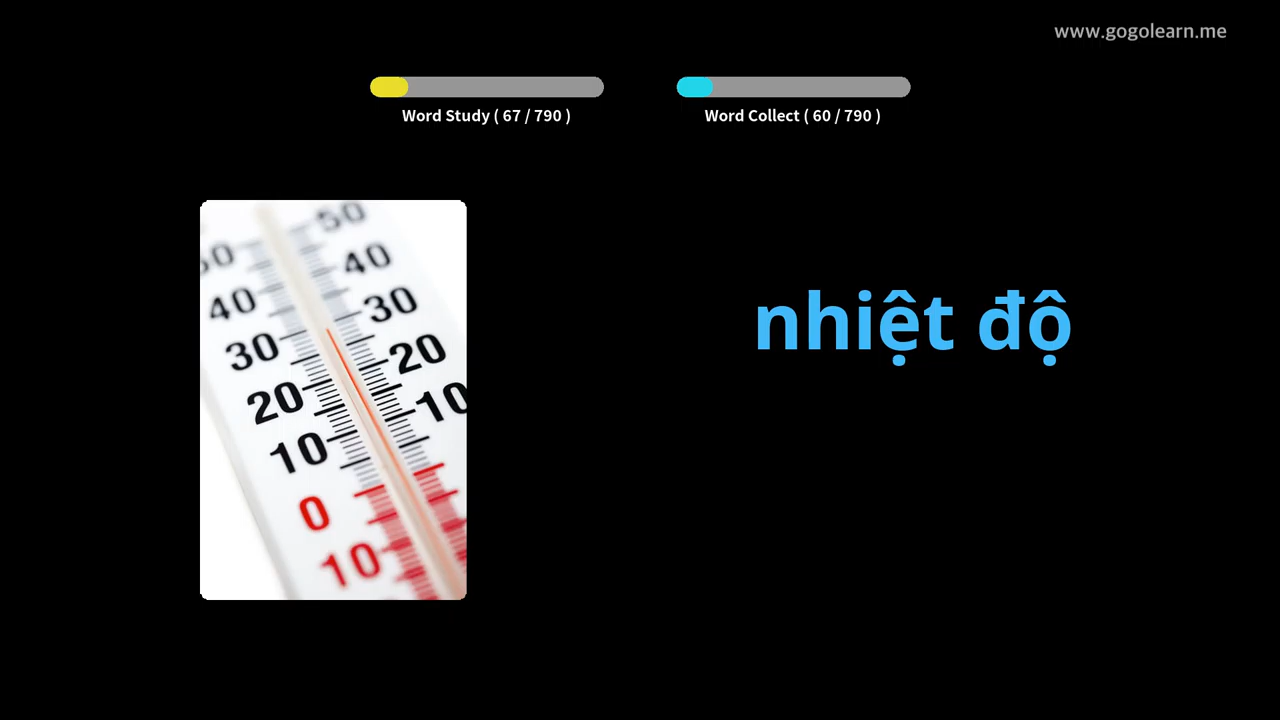 www.gogolearn.me
Word Study ( 67 / 790 )
Word Collect ( 60 / 790 )
50
40
40
30
30
20
20
10
10
0
10
nhiệt độ